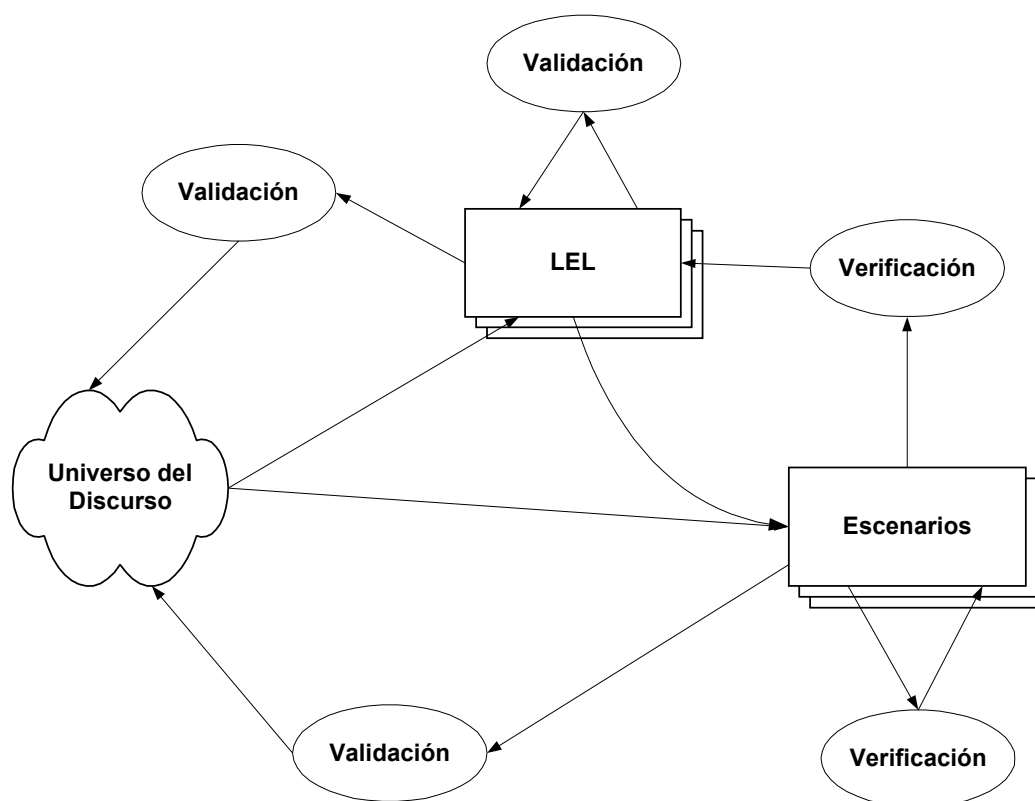 Validación
Validación
LEL
Verificación
Universo del
Discurso
Escenarios
Validación
Verificación